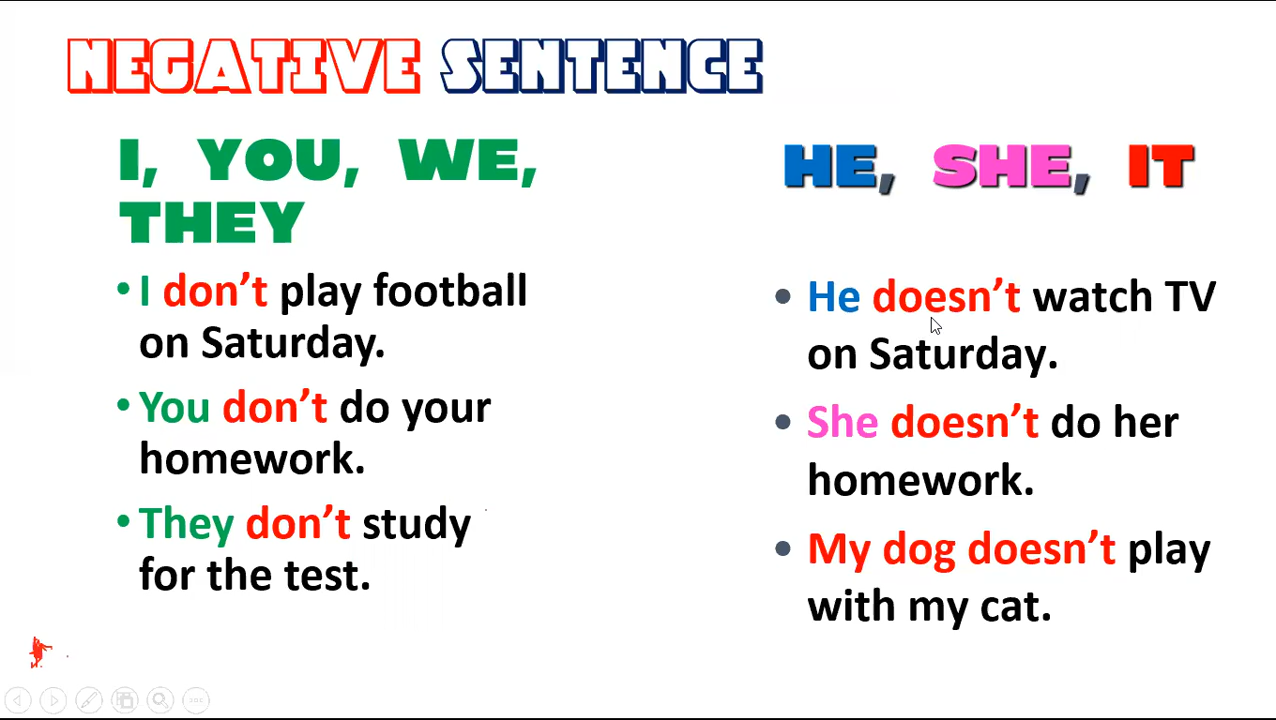 NEGATIVE SENTENCE
I, YOU, WE,
THEY
• I don’t play football
on Saturday.
• You don’t do your
homework.
• They don’t study
for the test.
HE, SHE, IT
• He doesn’t watch TV
on Saturday.
• She doesn’t do her
homework.
• My dog doesn’t play
with my cat.